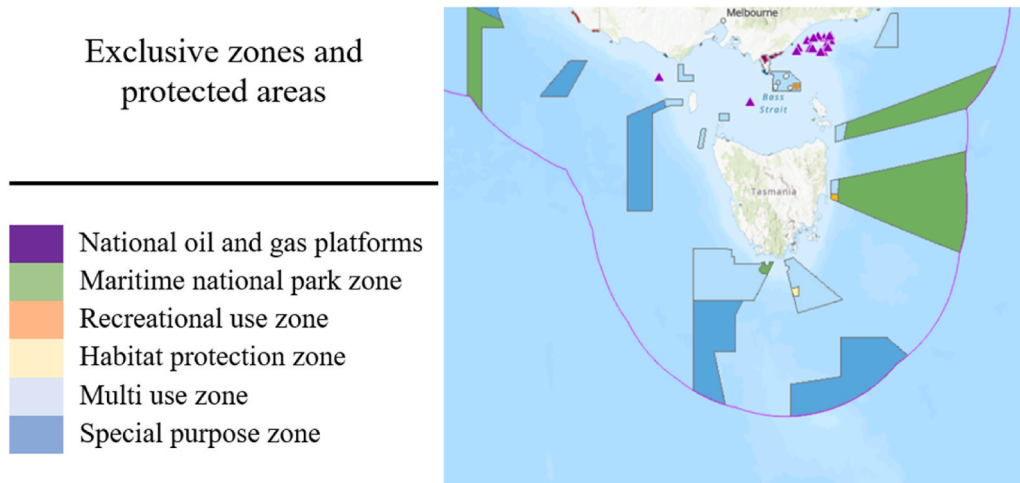 Exclusive zones and
protected areas
National oil and gas platforms
Maritime national park zone
Recreational use zone
Habitat protection zone
Multi use zone
Special purpose zone
Melbourne
Bass
Strait
Tasmania